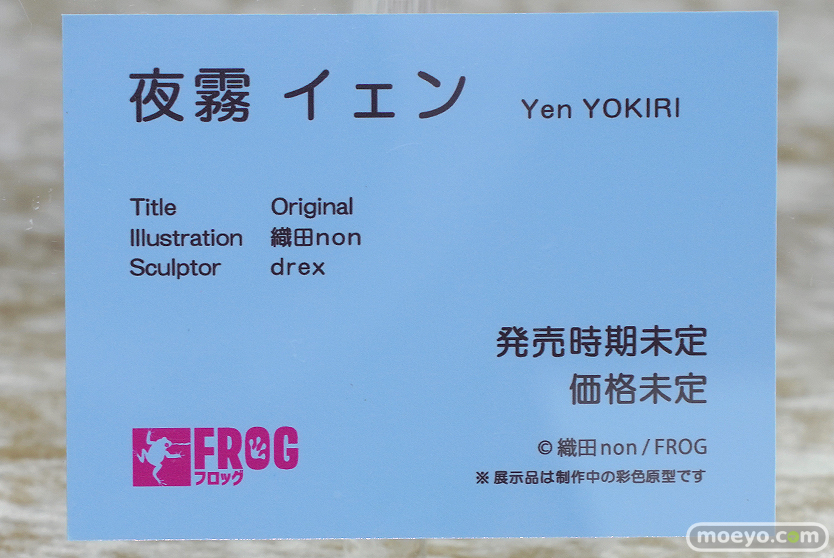 夜霧 イェン Yen YOKIRI
Title Original
Illustration 織田non
Sculptor drex
発売時期未定
価格未定
FROG
フロッグ
© 織田non / FROG
※ 展示品は制作中の彩色原型です
moeyo.com